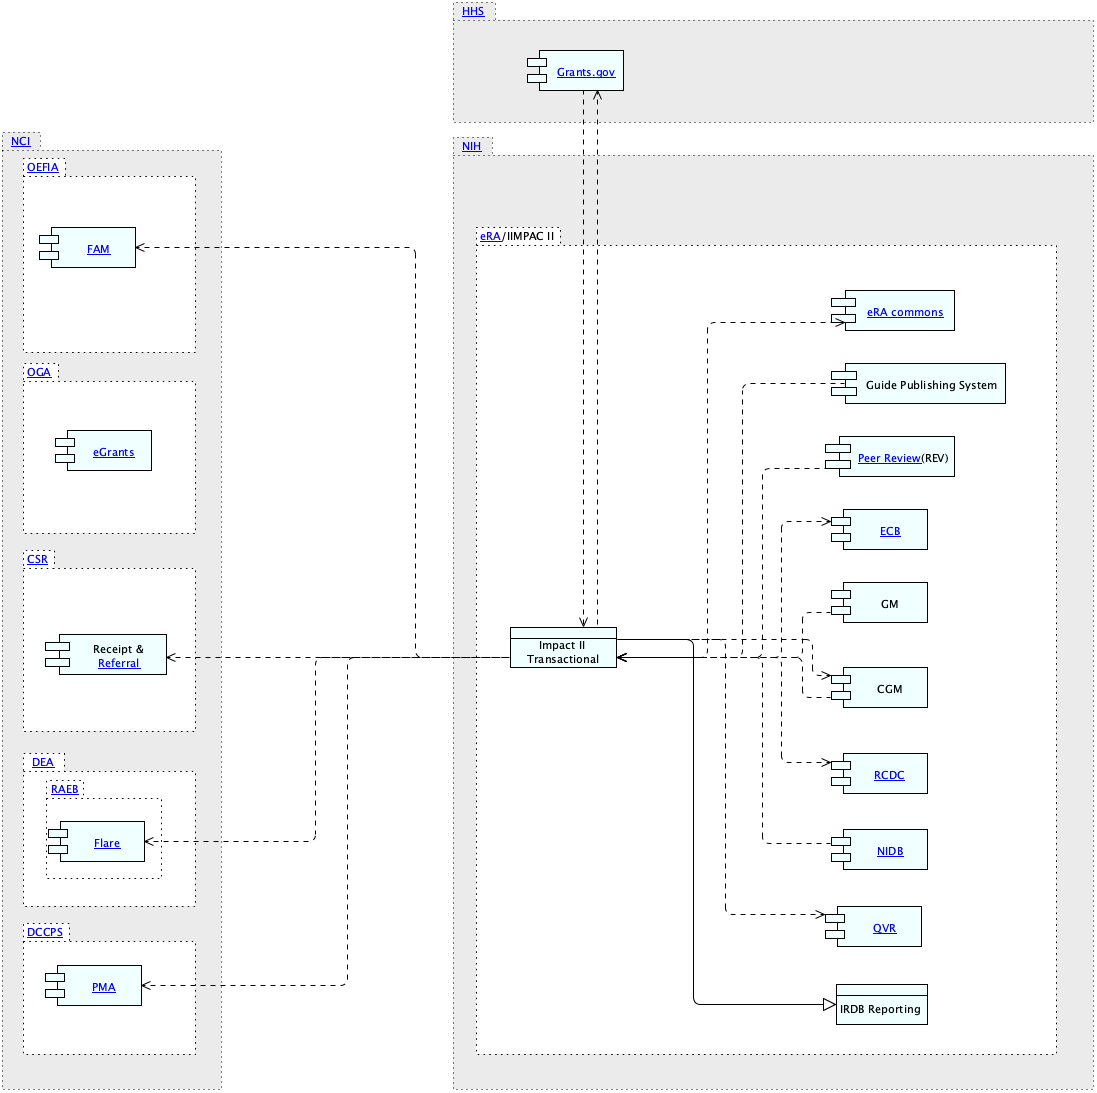 HHS
Grants.gov
NCI
OEFIA
FAM
OGA
eGrants
CSR
Receipt &
Referral
DEA
RAEB
Flare
DCCPS
PMA
NIH
eRA/IIMPAC II
eRA commons
Guide Publishing System
Peer Review(REV)
ECB
GM
Impact II
Transactional
CGM
RCDC
NIDB
QVR
IRDB Reporting